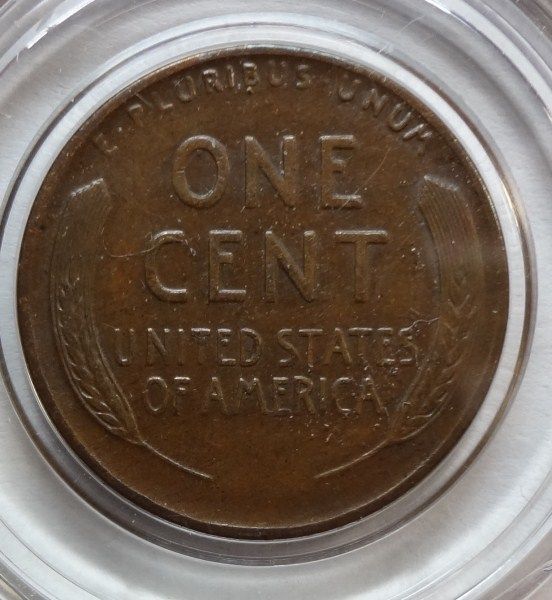 E·PLURIBUS UNUM
ONE
CENT
UNITED STATES
OF AMERICA